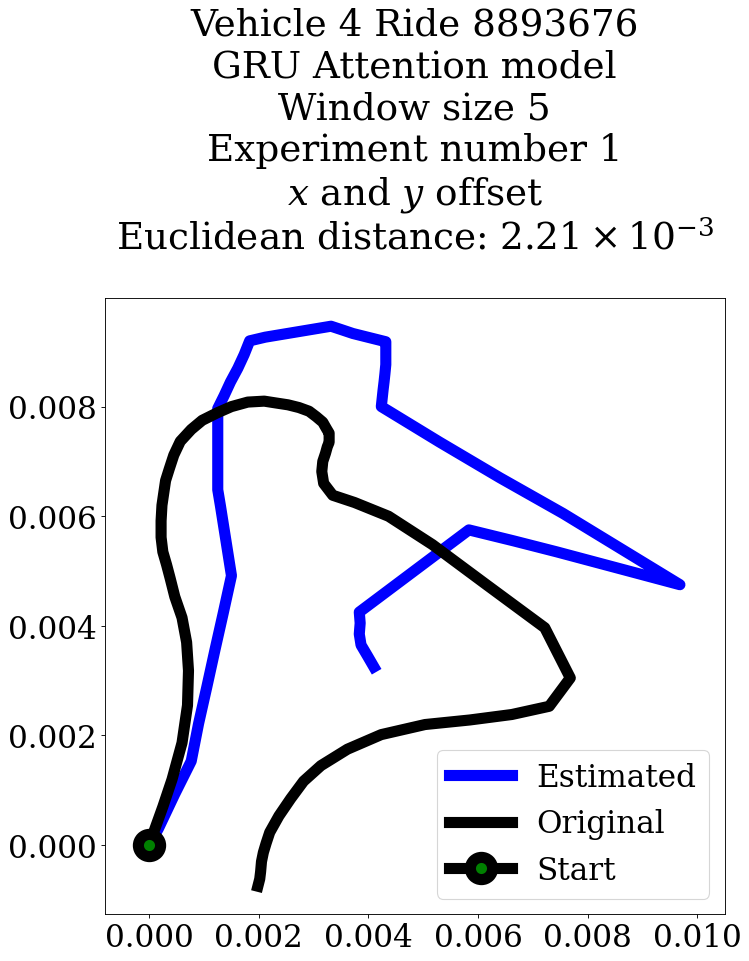 Vehicle 4 Ride 8893676
GRU Attention model
Window size 5
Experiment number 1
x and y offset
Euclidean distance: 2.21 × 10⁻³
0.008
0.006
0.004
0.002
0.000
Estimated
Original
Start
0.000 0.002 0.004 0.006 0.008 0.010